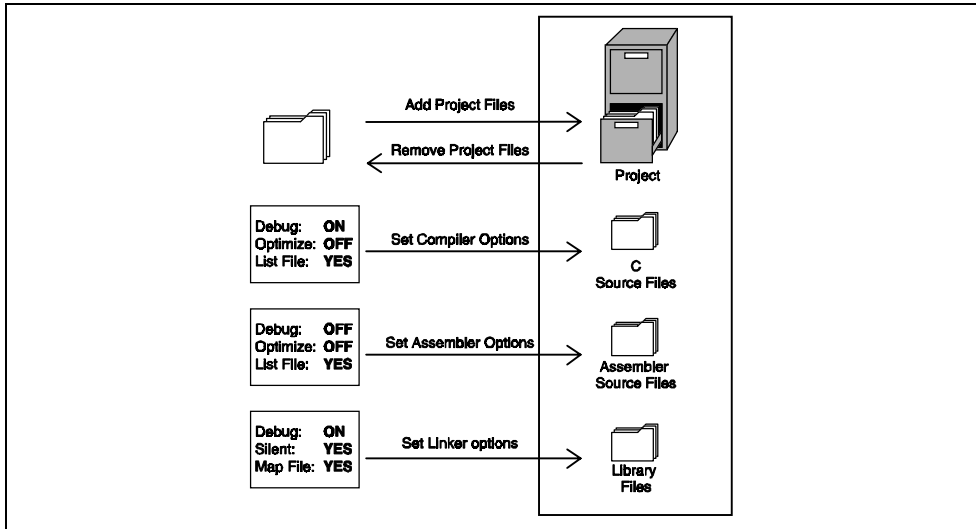 Add Project Files
Remove Project Files
Project
Debug: ON
Optimize: OFF
List File: YES
Set Compiler Options
C
Source Files
Debug: OFF
Optimize: OFF
List File: YES
Set Assembler Options
Assembler
Source Files
Debug: ON
Silent: YES
Map File: YES
Set Linker options
Library
Files